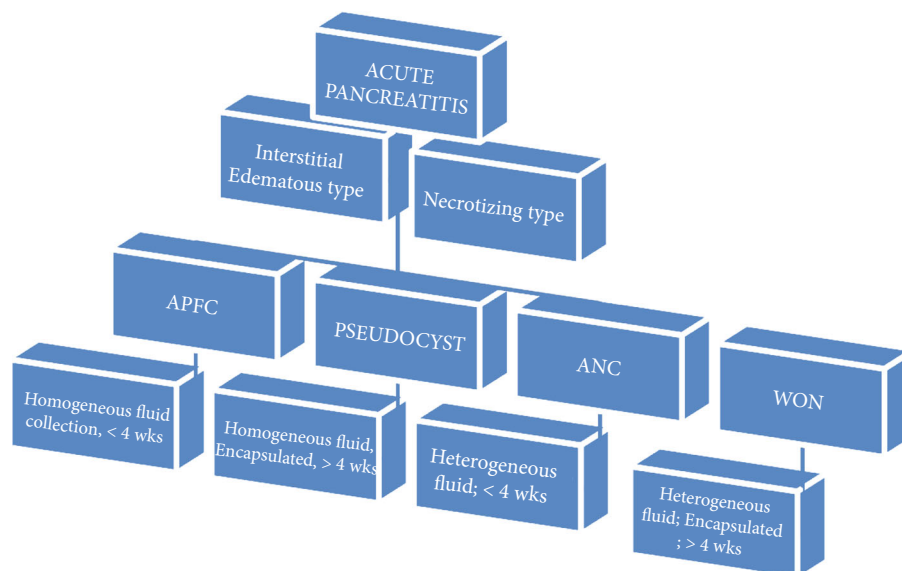 ACUTE
PANCREATITIS
Interstitial
Edematous type
Necrotizing type
APFC
PSEUDOCYST
ANC
WON
Homogeneous fluid
collection, < 4 wks
Homogeneous fluid,
Encapsulated, > 4 wks
Heterogeneous
fluid; < 4 wks
Heterogeneous
fluid; Encapsulated
; > 4 wks